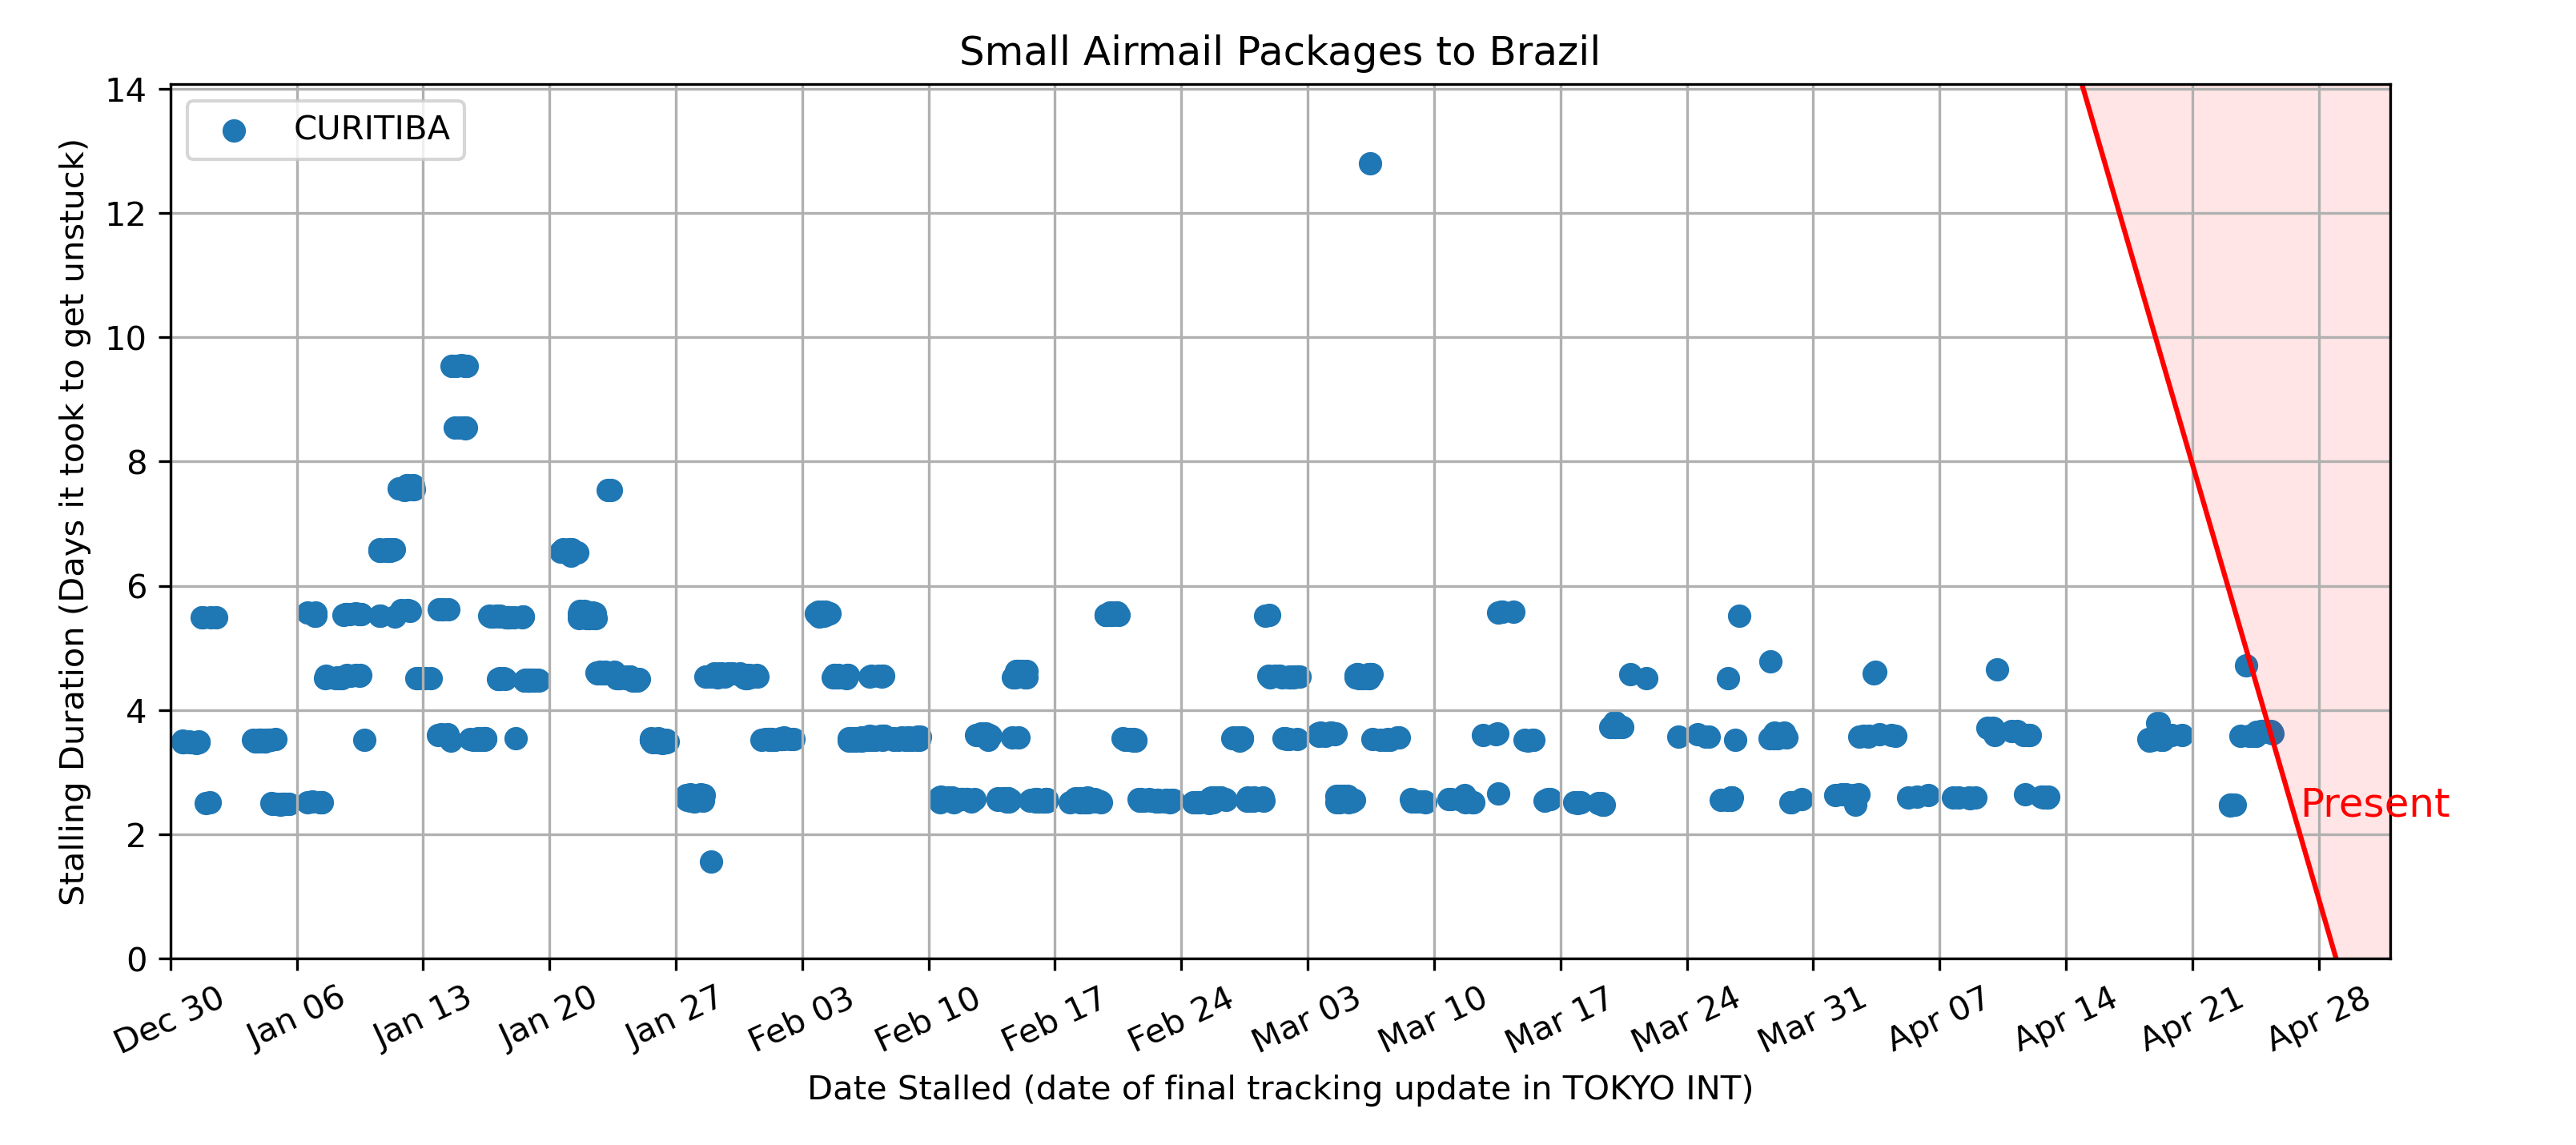 Small Airmail Packages to Brazil
CURITIBA
Stalling Duration (Days it took to get unstuck)
14
12
10
8
6
4
2
0
Present
Dec 30
Jan 06
Jan 13
Jan 20
Jan 27
Feb 03
Feb 10
Feb 17
Feb 24
Mar 03
Mar 10
Mar 17
Mar 24
Mar 31
Apr 07
Apr 14
Apr 21
Apr 28
Date Stalled (date of final tracking update in TOKYO INT)